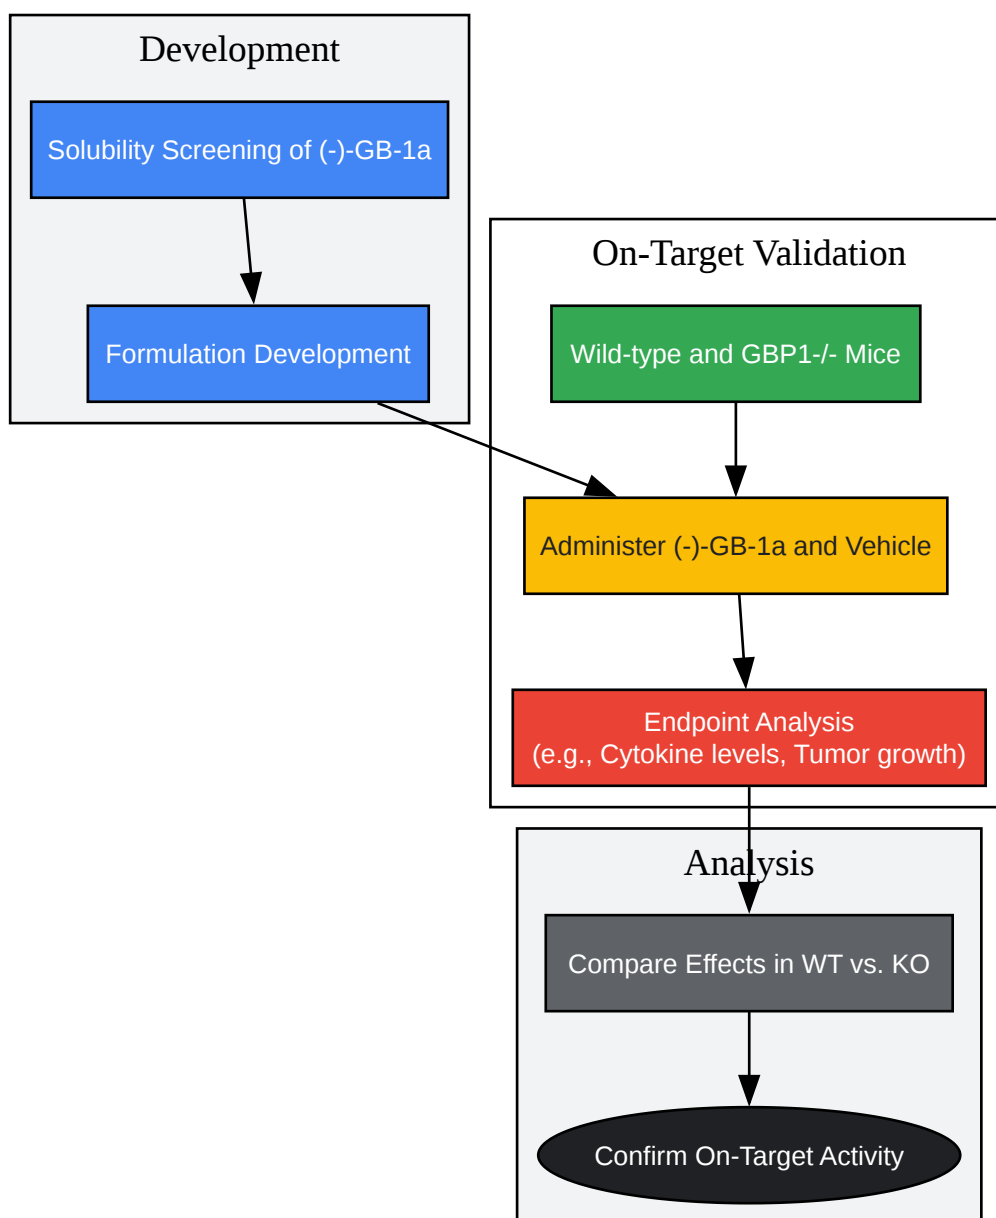 Development
Solubility Screening of (-)-GB-1a
Formulation Development
On-Target Validation
Wild-type and GBP1-/- Mice
Administer (-)-GB-1a and Vehicle
Endpoint Analysis
(e.g., Cytokine levels, Tumor growth)
Analysis
Compare Effects in WT vs. KO
Confirm On-Target Activity